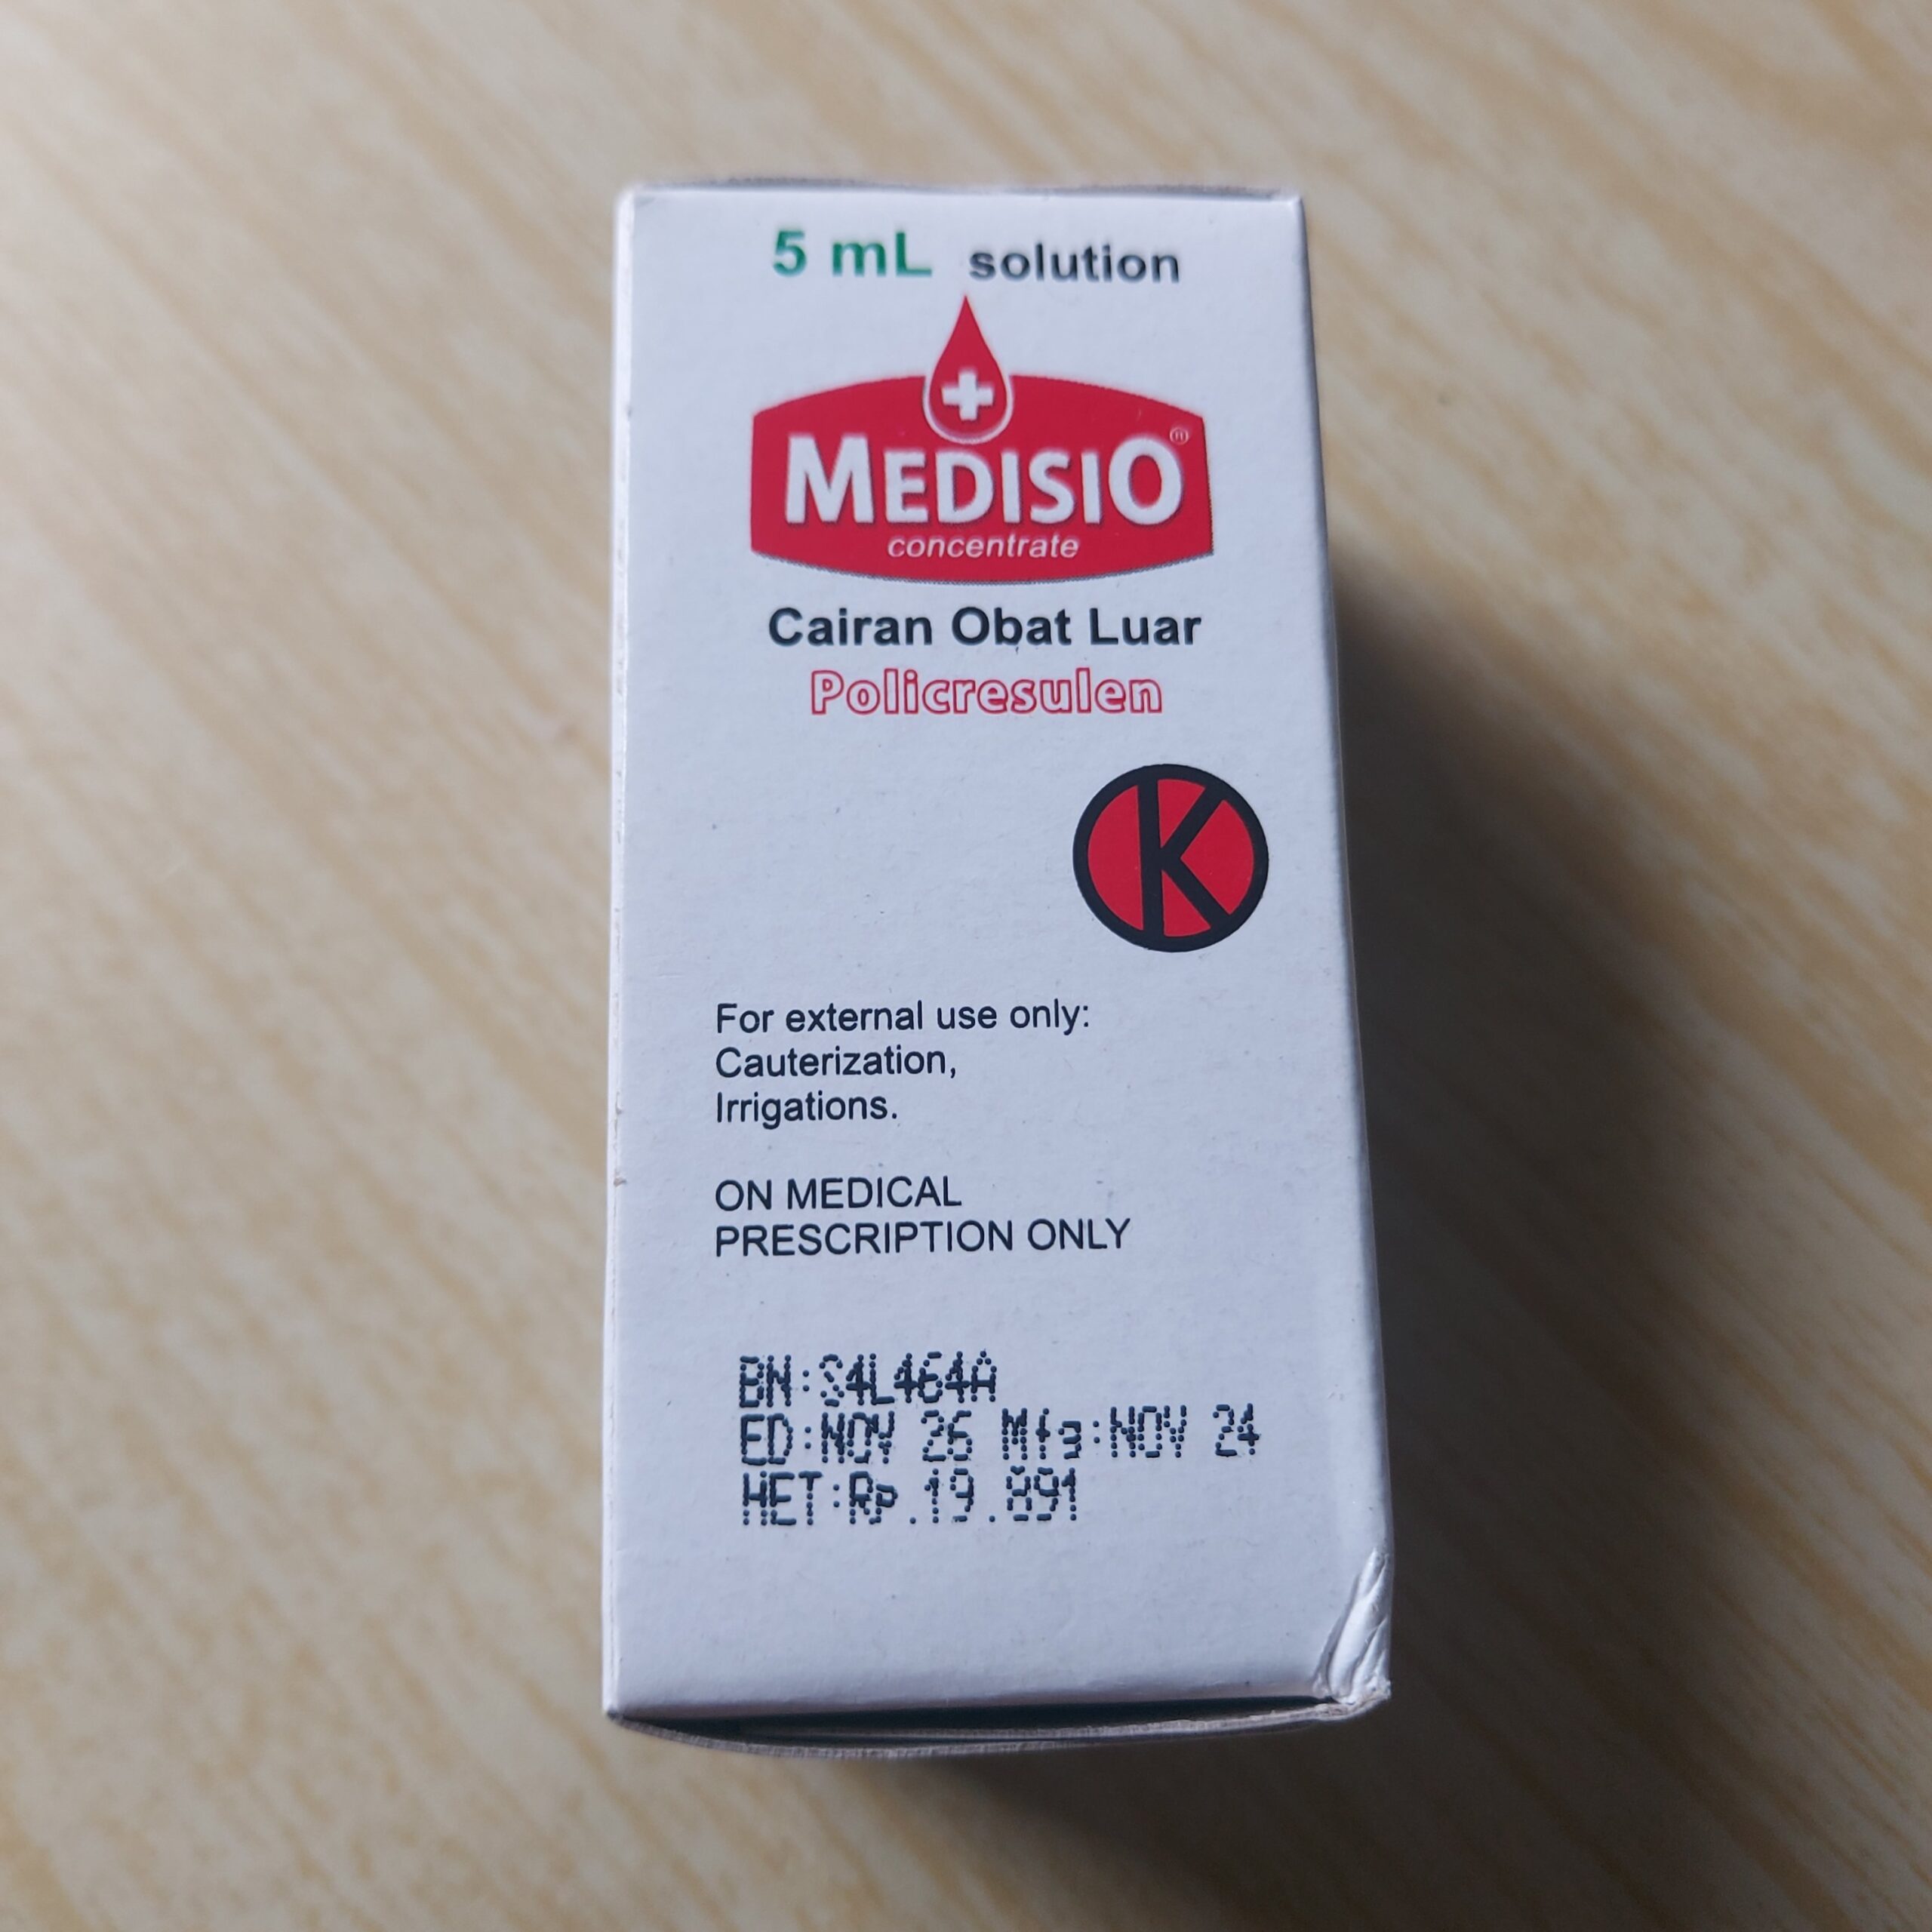 5 mL solution
MEDISIO®
concentrate
Cairan Obat Luar
Policresulen
K
For external use only:
Cauterization,
Irrigations.
ON MEDICAL
PRESCRIPTION ONLY
BN:S4L464A
ED:NOV 26 Mfg:NOV 24
HET:Rp.19.891